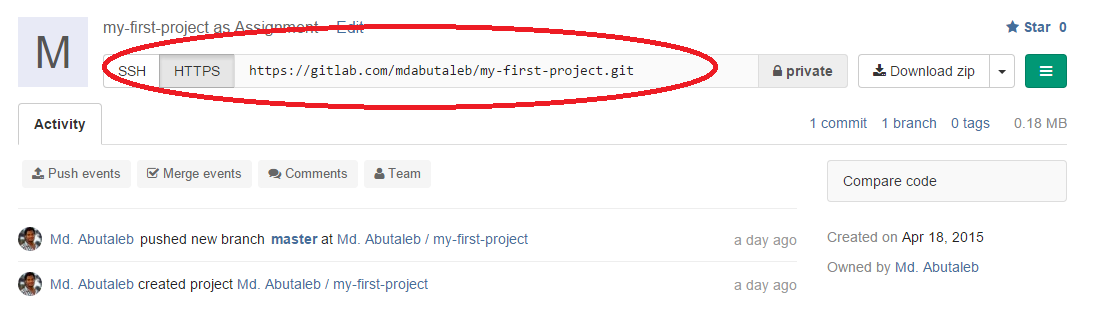 M
my-first-project as Assignment - Edit
Star 0
SSH HTTPS https://gitlab.com/mdabutaleb/my-first-project.git private Download zip
Activity
1 commit 1 branch 0 tags 0.18 MB
Push events Merge events Comments Team
Compare code
Md. Abutaleb pushed new branch master at Md. Abutaleb / my-first-project a day ago
Created on Apr 18, 2015
Owned by Md. Abutaleb
Md. Abutaleb created project Md. Abutaleb / my-first-project a day ago